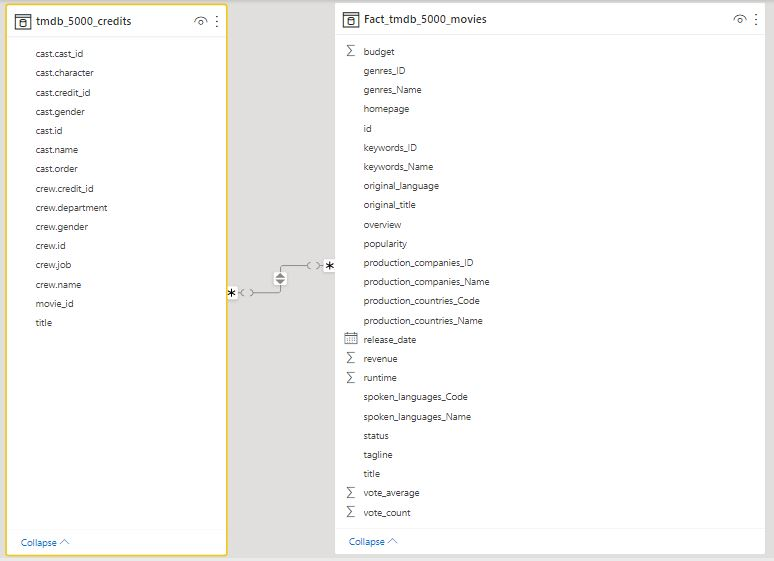 tmdb_5000_credits
cast.cast_id
cast.character
cast.credit_id
cast.gender
cast.id
cast.name
cast.order
crew.credit_id
crew.department
crew.gender
crew.id
crew.job
crew.name
movie_id
title
Collapse
Fact_tmdb_5000_movies
budget
genres_ID
genres_Name
homepage
id
keywords_ID
keywords_Name
original_language
original_title
overview
popularity
production_companies_ID
production_companies_Name
production_countries_Code
production_countries_Name
release_date
revenue
runtime
spoken_languages_Code
spoken_languages_Name
status
tagline
title
vote_average
vote_count
Collapse